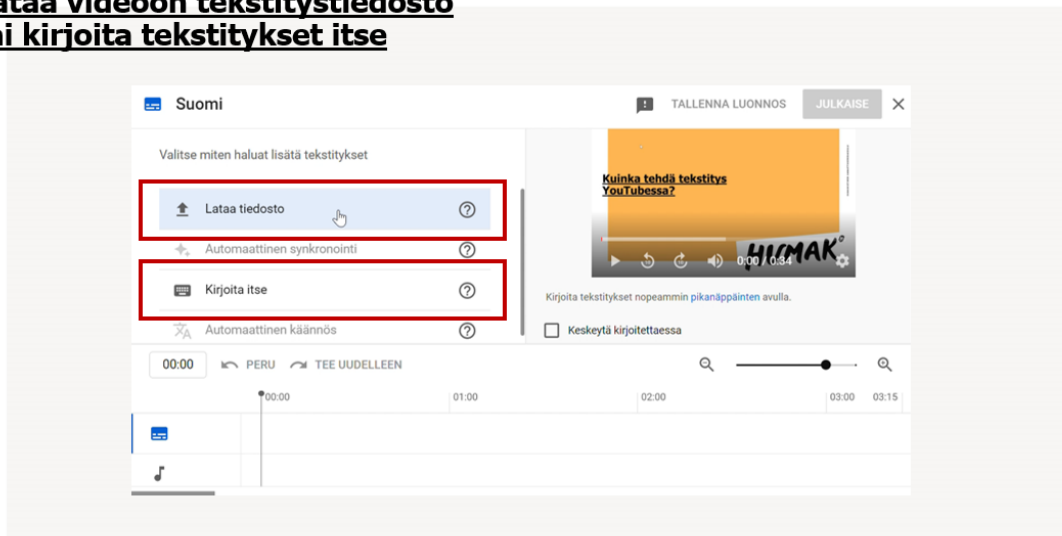 ataa videoon tekstitystiedosto
ai kirjoita tekstitykset itse
Suomi
TALLENNA LUONNOS
JULKAISE
Valitse miten haluat lisätä tekstitykset
Lataa tiedosto
Automaattinen synkronointi
Kirjoita itse
Automaattinen käännös
Kuinka tehdä tekstitys
YouTubessa?
HICMAK
0:00 / 0:34
Kirjoita tekstitykset nopeammin pikanäppäinten avulla.
Keskeytä kirjoitettaessa
00:00
PERU
TEE UUDELLEEN
00:00
01:00
02:00
03:00
03:15